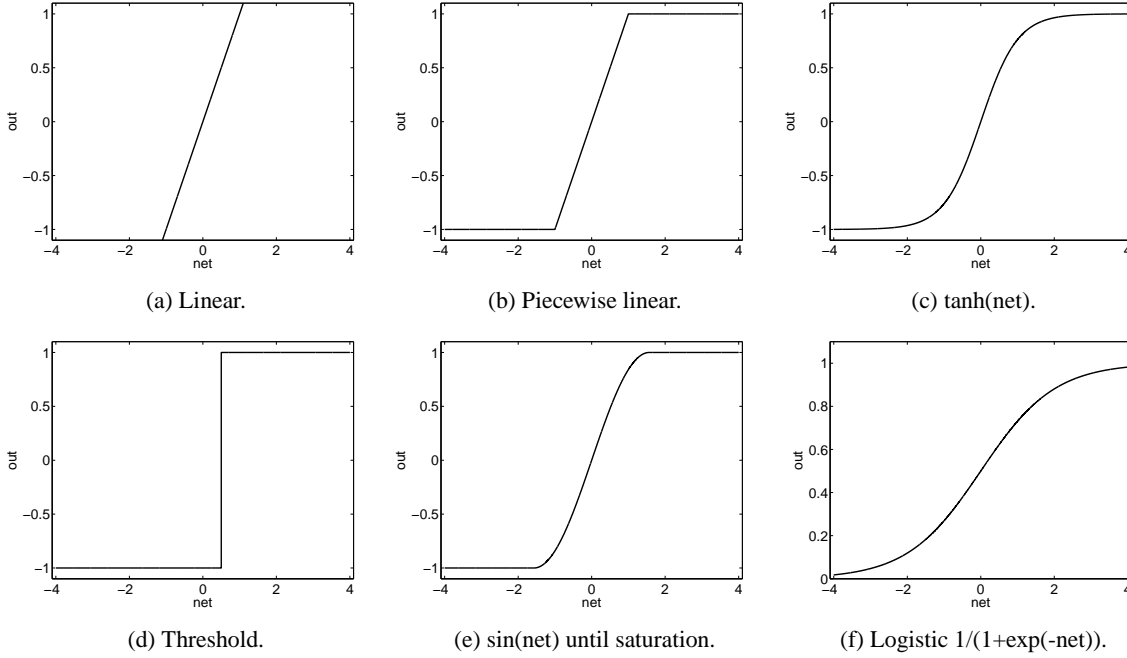 1
0.5
0
−0.5
−1
−4 −2 0 2 4
net
out
(a) Linear.
1
0.5
0
−0.5
−1
−4 −2 0 2 4
net
out
(b) Piecewise linear.
1
0.5
0
−0.5
−1
−4 −2 0 2 4
net
out
(c) tanh(net).
1
0.5
0
−0.5
−1
−4 −2 0 2 4
net
out
(d) Threshold.
1
0.5
0
−0.5
−1
−4 −2 0 2 4
net
out
(e) sin(net) until saturation.
1
0.8
0.6
0.4
0.2
0
−4 −2 0 2 4
net
out
(f) Logistic 1/(1+exp(-net)).